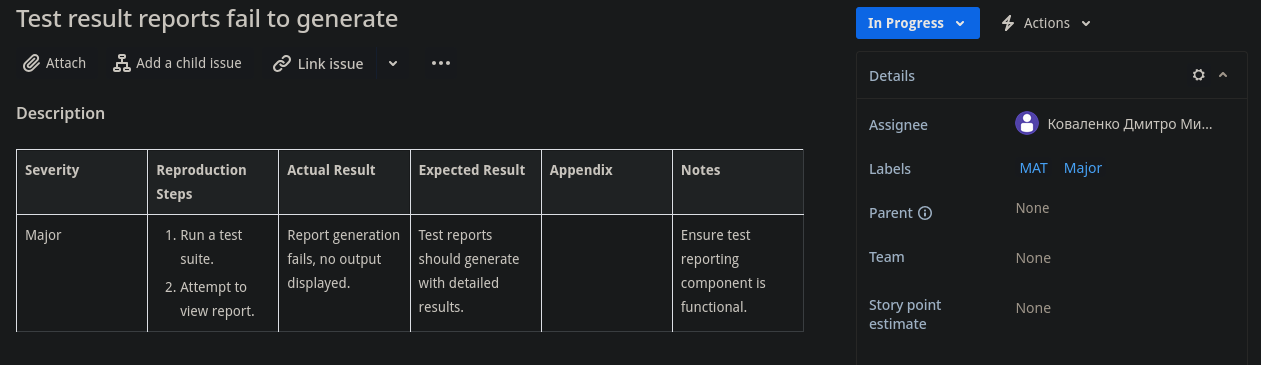 Test result reports fail to generate
Attach
Add a child issue
Link issue
Description
Severity
Reproduction
Steps
Actual Result
Expected Result
Appendix
Notes
Major
1. Run a test
suite.
2. Attempt to
view report.
Report generation
fails, no output
displayed.
Test reports
should generate
with detailed
results.
Ensure test
reporting
component is
functional.
In Progress
Actions
Details
Assignee
Коваленко Дмитро Ми...
Labels
MAT Major
Parent
None
Team
None
Story point
estimate
None